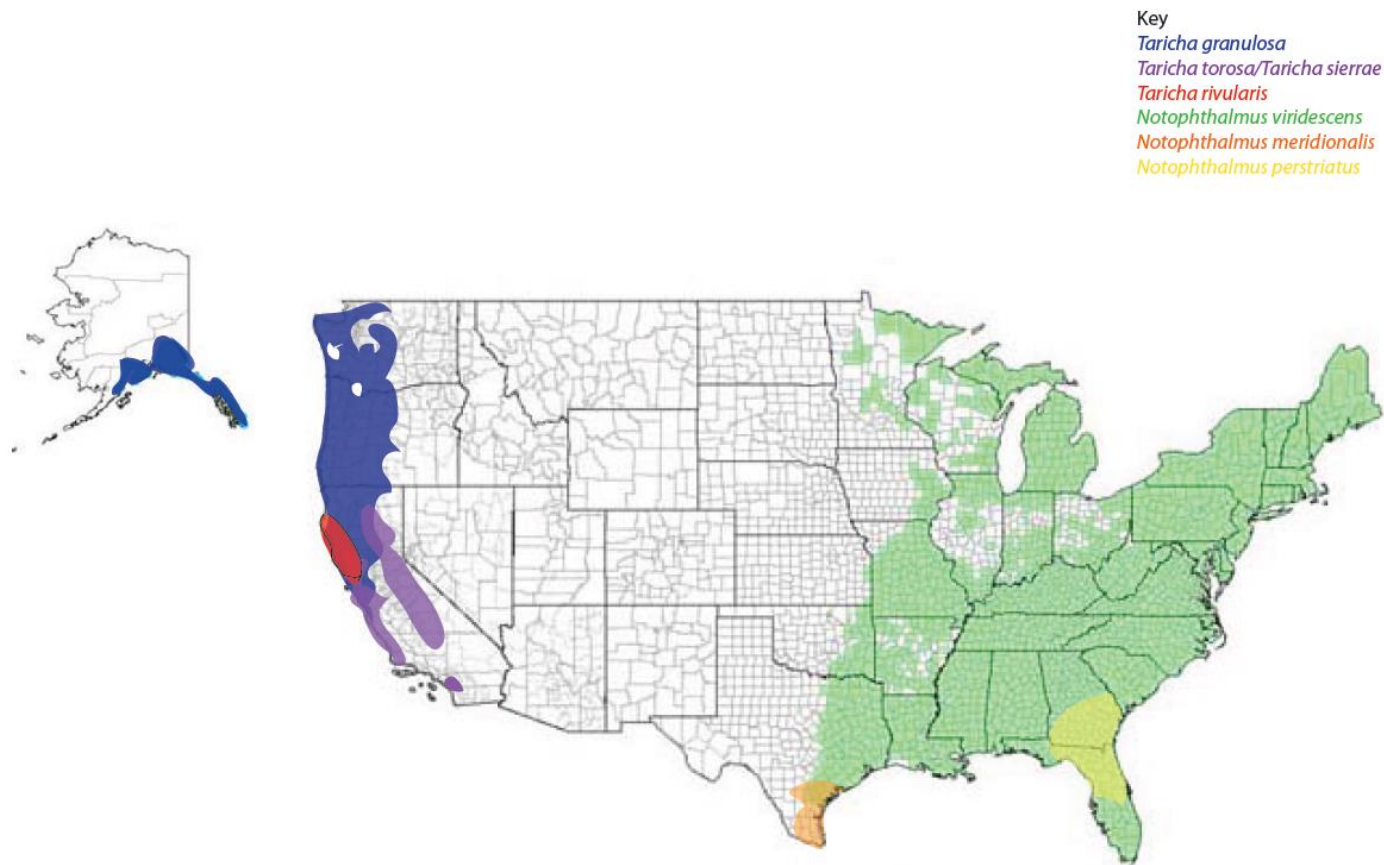 Key
Taricha granulosa
Taricha torosa/Taricha sierrae
Taricha rivularis
Notophthalmus viridescens
Notophthalmus meridionalis
Notophthalmus perstriatus